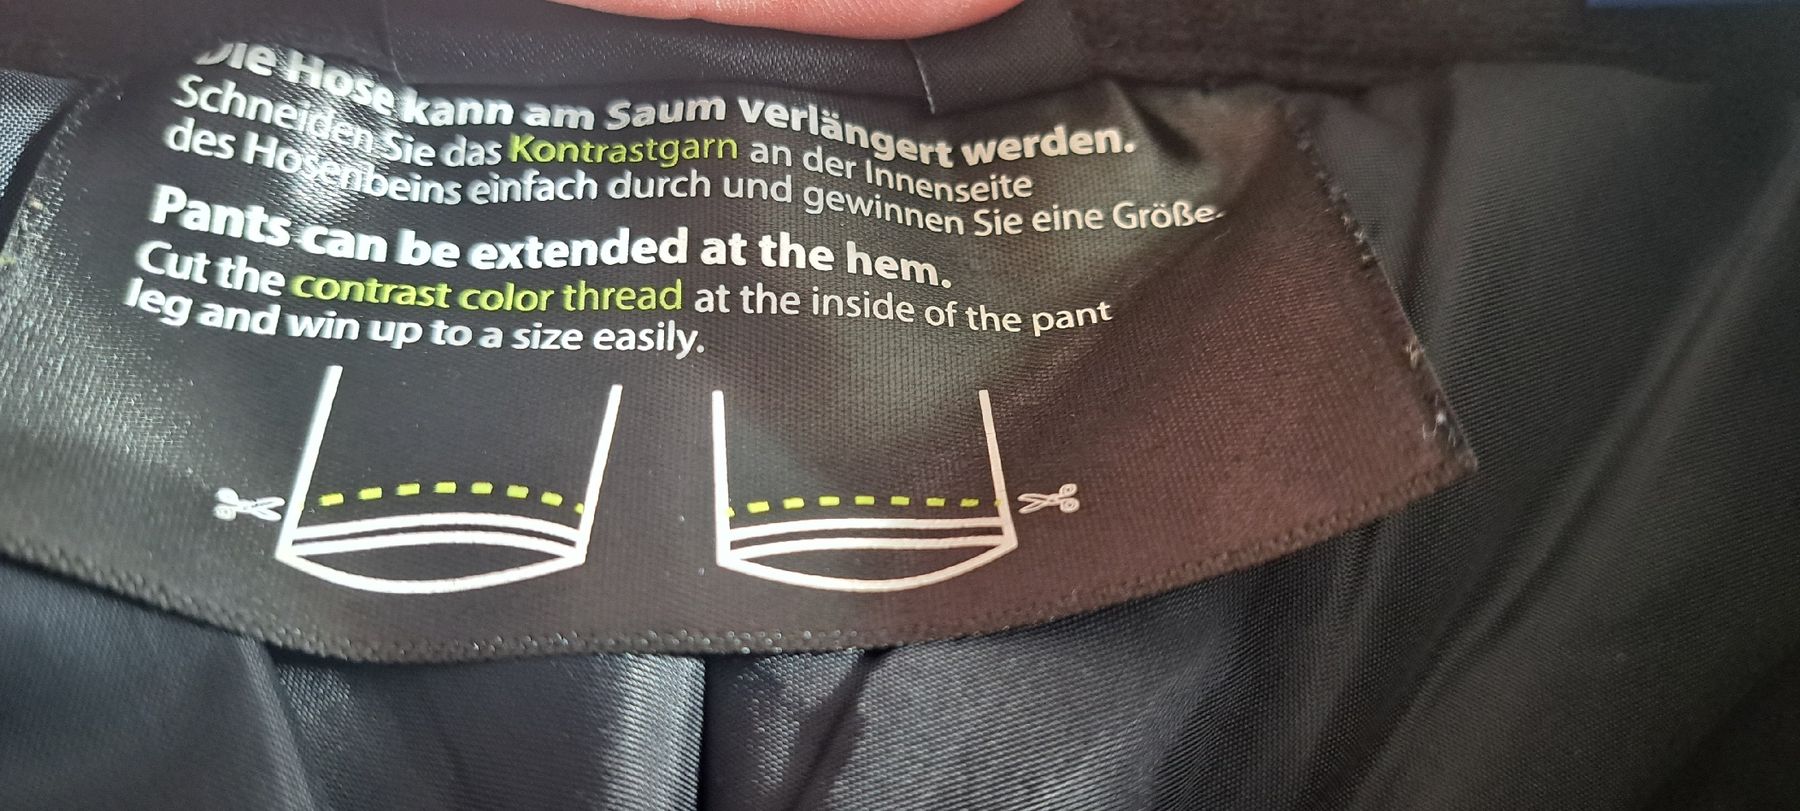 Die Hose kann am Saum verlängert werden.
Schneiden Sie das Kontrastgarn an der Innenseite
des Hosenbeins einfach durch und gewinnen Sie eine Größe.
Pants can be extended at the hem.
Cut the contrast color thread at the inside of the pant
leg and win up to a size easily.